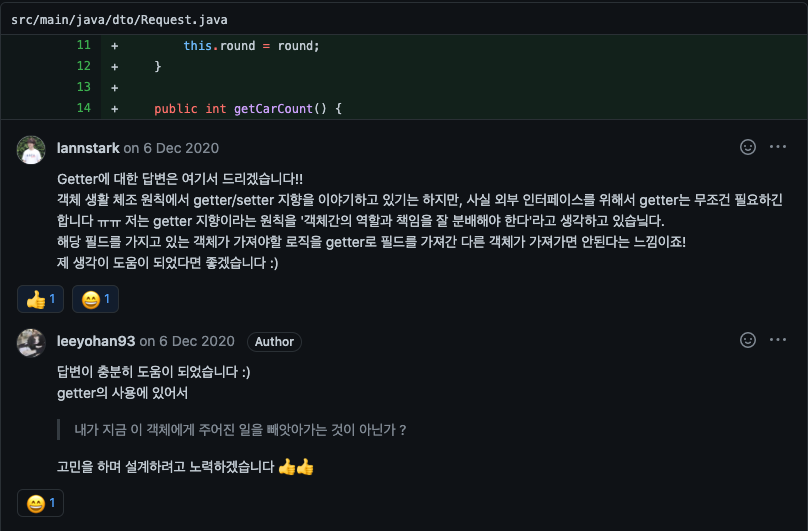 src/main/java/dto/Request.java
11 + this.round = round;
12 + }
13 +
14 + public int getCarCount() {
lannstark on 6 Dec 2020
Getter에 대한 답변은 여기서 드리겠습니다!!
객체 생활 체조 원칙에서 getter/setter 지향을 이야기하고 있기는 하지만, 사실 외부 인터페이스를 위해서 getter는 무조건 필요하긴
합니다 ㅠㅠ 저는 getter 지향이라는 원칙을 '객체간의 역할과 책임을 잘 분배해야 한다'라고 생각하고 있습닠다.
해당 필드를 가지고 있는 객체가 가져야할 로직을 getter로 필드를 가져간 다른 객체가 가져가면 안된다는 느낌이죠!
제 생각이 도움이 되었다면 좋겠습니다 :)
👍 1 😄 1
leeyohan93 on 6 Dec 2020 Author
답변이 충분히 도움이 되었습니다 :)
getter의 사용에 있어서
내가 지금 이 객체에게 주어진 일을 빼앗아가는 것이 아닌가 ?
고민을 하며 설계하려고 노력하겠습니다 👍👍
😄 1